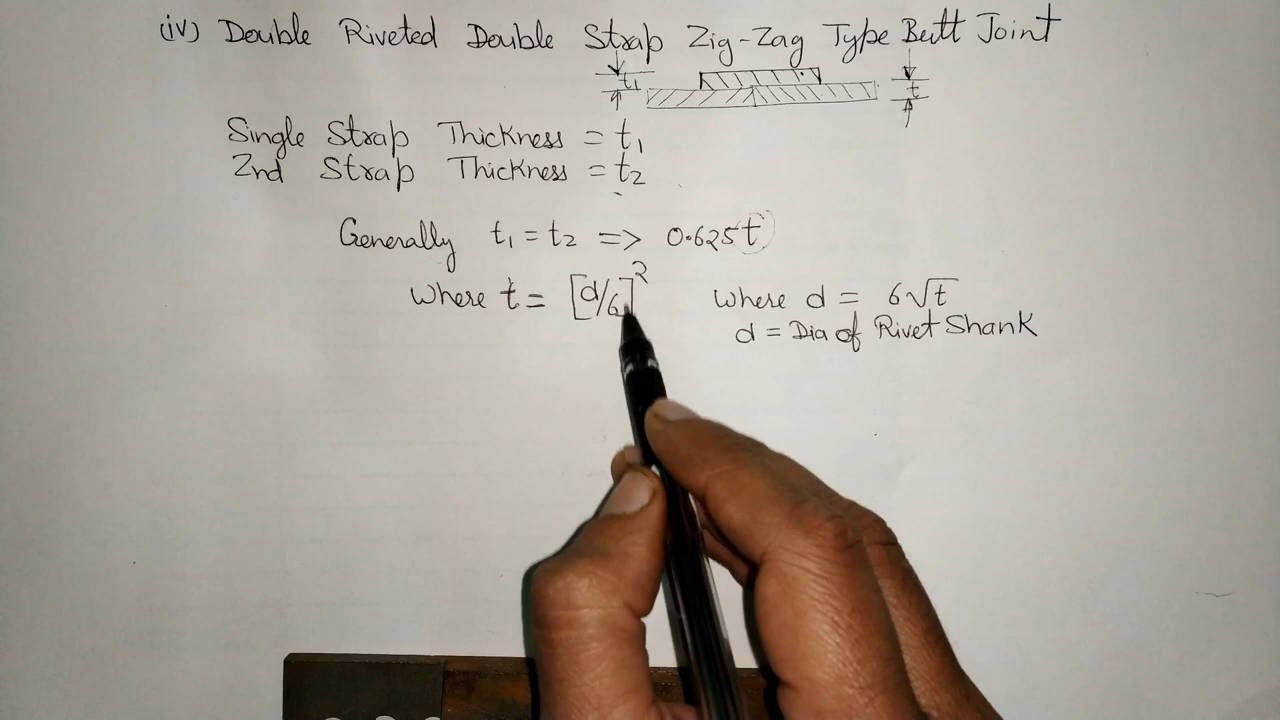 (iv) Double Riveted Double Strap Zig-Zag Type Butt Joint
t₁
t
Single Strap Thickness = t₁
2nd Strap Thickness = t₂
Generally t₁ = t₂ => 0.625t
where t = [d/6]²
where d = 6√t
d = Dia of Rivet Shank